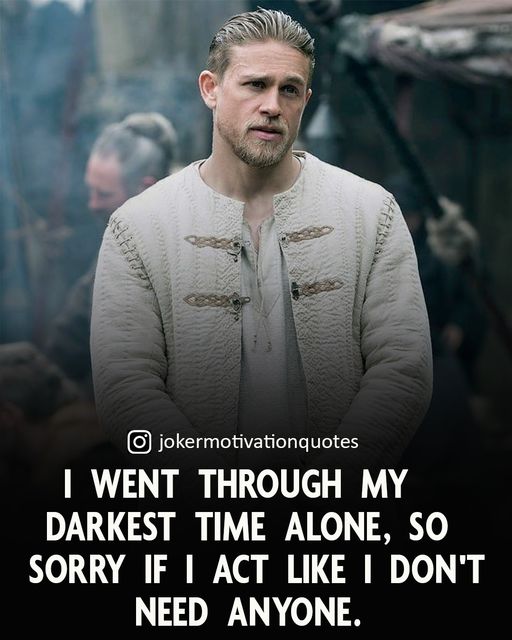 jokermotivationquotes
I WENT THROUGH MY
DARKEST TIME ALONE, SO
SORRY IF I ACT LIKE I DON'T
NEED ANYONE.